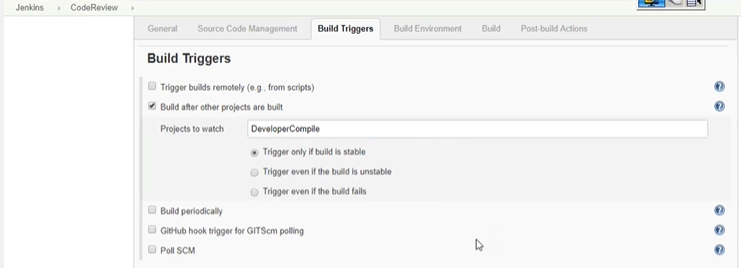 Jenkins › CodeReview ›
General Source Code Management Build Triggers Build Environment Build Post-build Actions
Build Triggers
Trigger builds remotely (e.g., from scripts)
Build after other projects are built
Projects to watch DeveloperCompile
Trigger only if build is stable
Trigger even if the build is unstable
Trigger even if the build fails
Build periodically
GitHub hook trigger for GITScm polling
Poll SCM